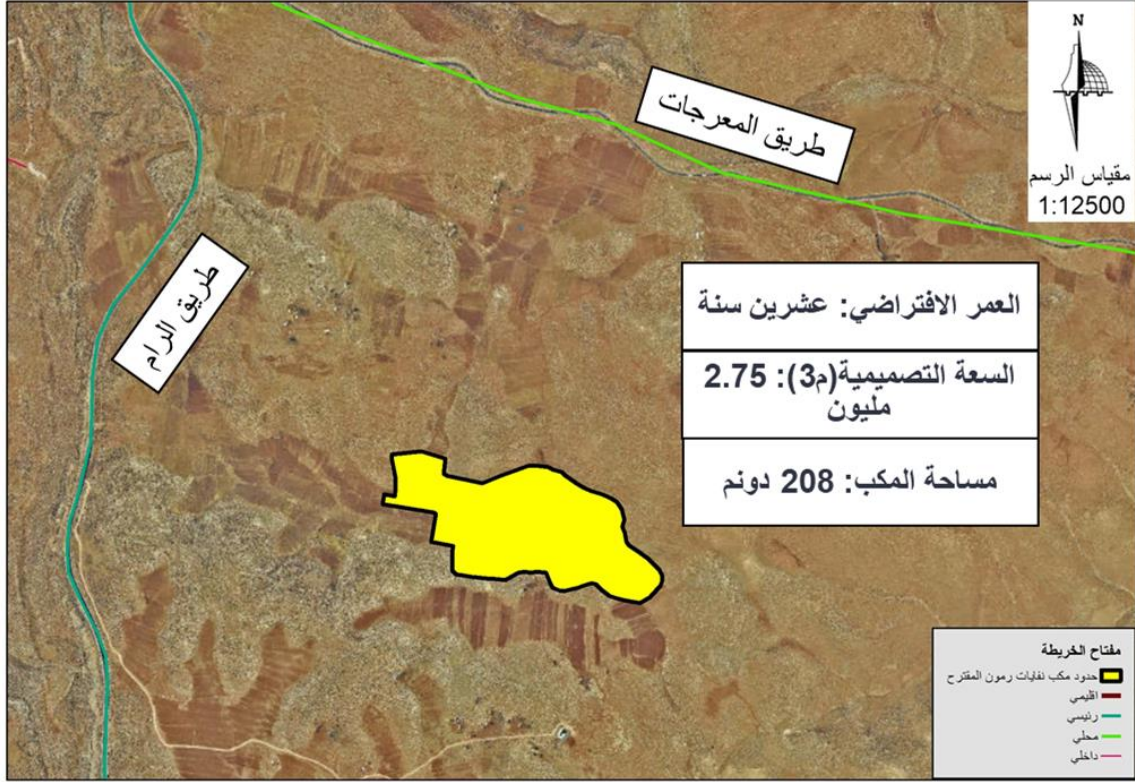 N
مقياس الرسم
1:12500
طريق المعرجات
طريق الرام
العمر الافتراضي: عشرين سنة
السعة التصميمية(م3): 2.75
مليون
مساحة المكب: 208 دونم
مفتاح الخريطة
حدود مكب نفايات رمون المقترح
اقليمي
رئيسي
محلي
داخلي